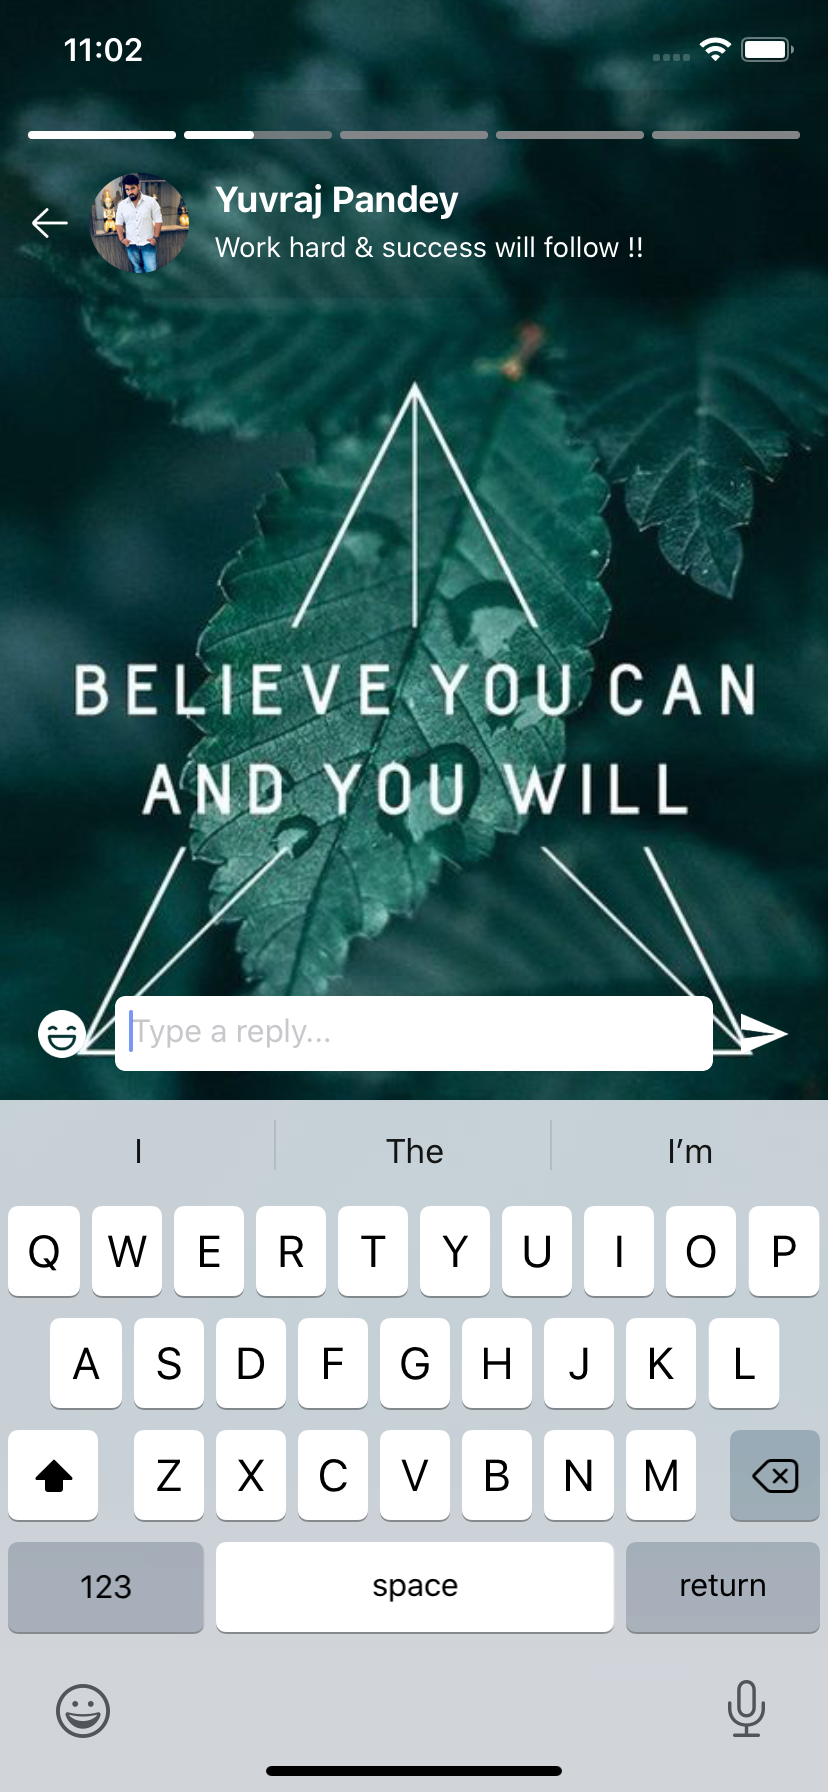 11:02
Yuvraj Pandey
Work hard & success will follow !!
BELIEVE YOU CAN
AND YOU WILL
Type a reply...
I The I’m
Q W E R T Y U I O P
A S D F G H J K L
Z X C V B N M
123 space return